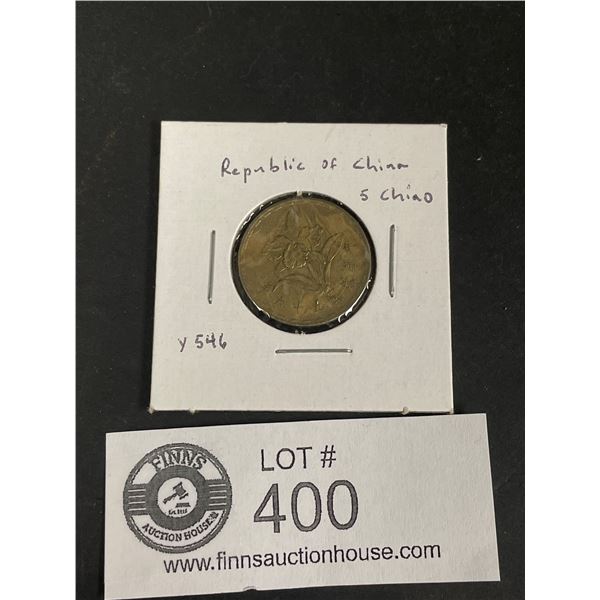 Republic of China
5 Chiao
Y 546
FINNS
AUCTION HOUSE
LOT #
400
www.finnsauctionhouse.com